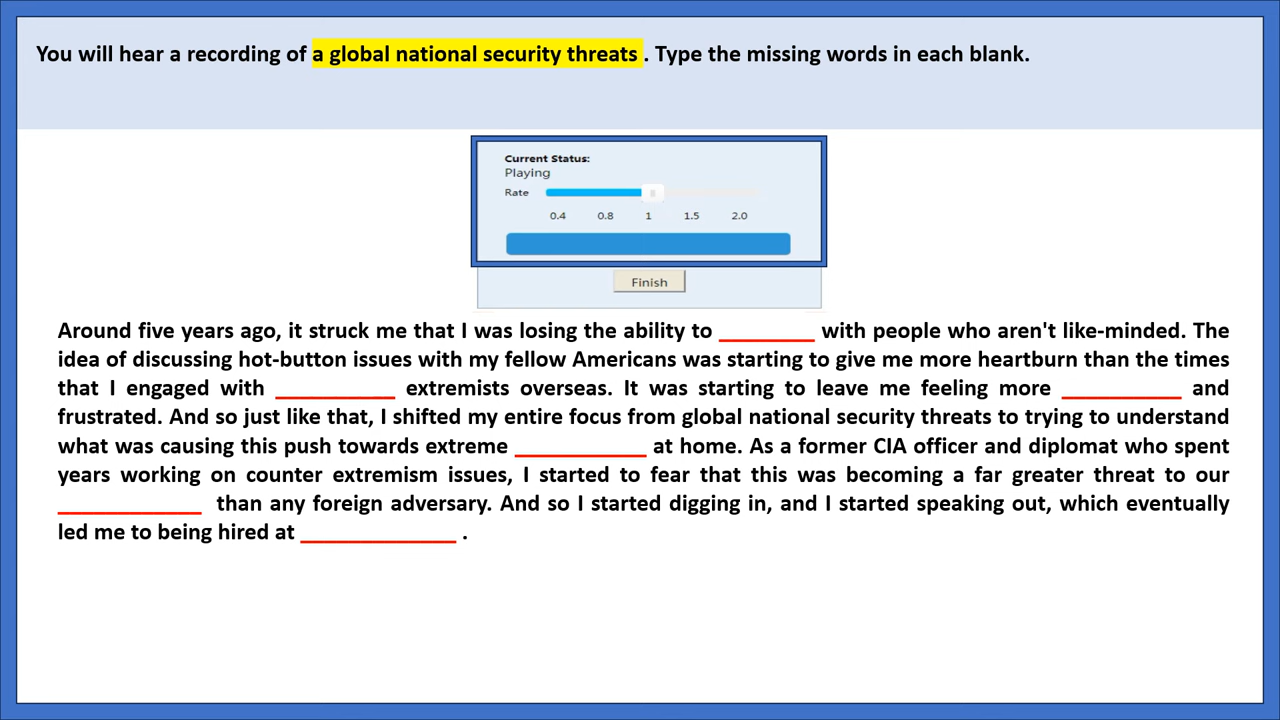 You will hear a recording of a global national security threats . Type the missing words in each blank.
Current Status:
Playing
Rate
0.4 0.8 1 1.5 2.0
Finish
Around five years ago, it struck me that I was losing the ability to ________ with people who aren't like-minded. The
idea of discussing hot-button issues with my fellow Americans was starting to give me more heartburn than the times
that I engaged with __________ extremists overseas. It was starting to leave me feeling more __________ and
frustrated. And so just like that, I shifted my entire focus from global national security threats to trying to understand
what was causing this push towards extreme ___________ at home. As a former CIA officer and diplomat who spent
years working on counter extremism issues, I started to fear that this was becoming a far greater threat to our
____________ than any foreign adversary. And so I started digging in, and I started speaking out, which eventually
led me to being hired at _____________ .